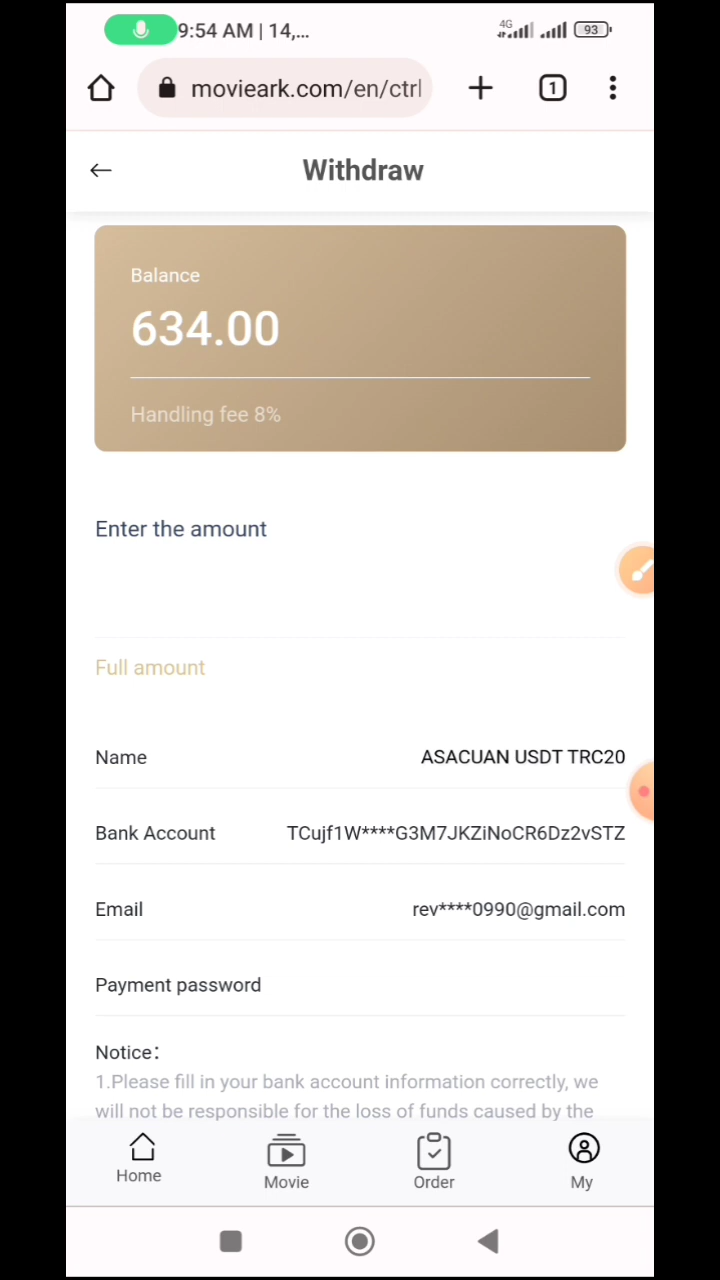 9:54 AM | 14,...
4G
93
movieark.com/en/ctrl
1
Withdraw
Balance
634.00
Handling fee 8%
Enter the amount
Full amount
Name
ASACUAN USDT TRC20
Bank Account
TCujf1W****G3M7JKZiNoCR6Dz2vSTZ
Email
rev****0990@gmail.com
Payment password
Notice：
1.Please fill in your bank account information correctly, we
will not be responsible for the loss of funds caused by the
Home
Movie
Order
My